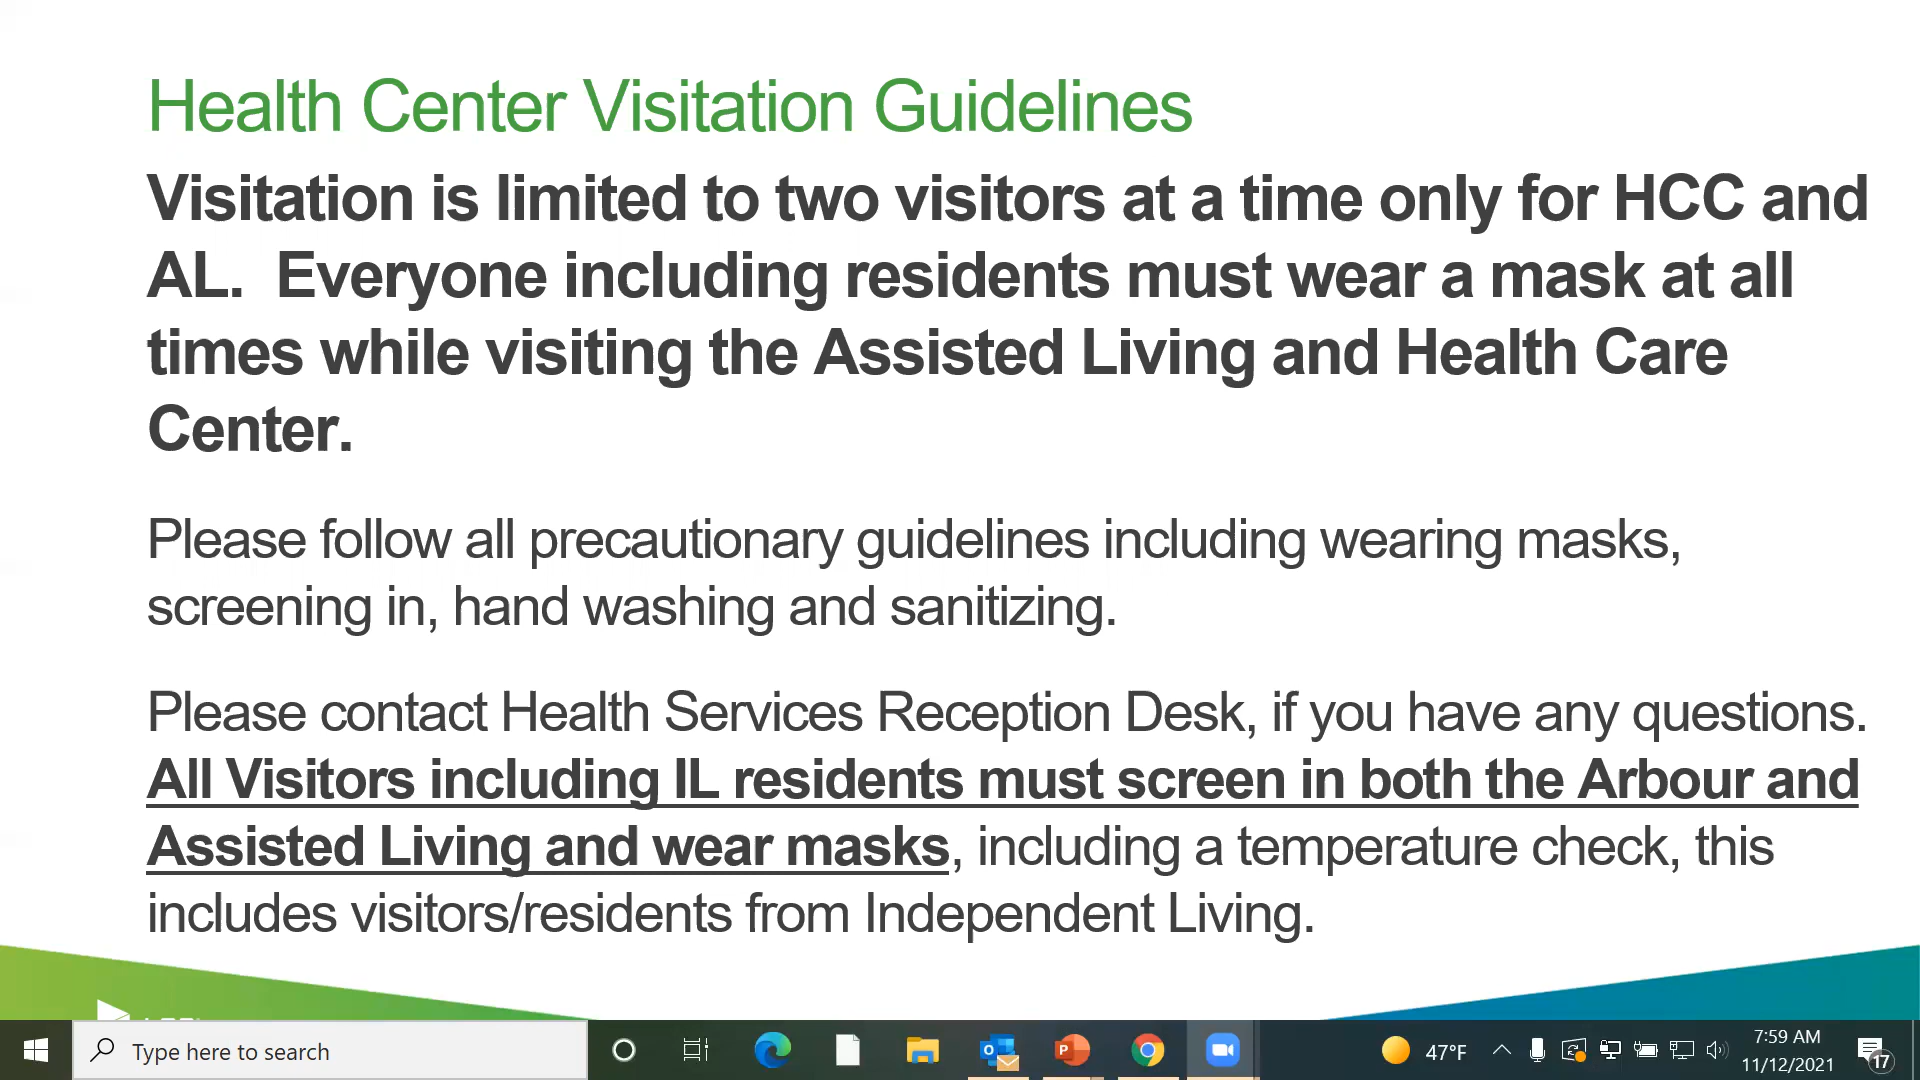 Health Center Visitation Guidelines
Visitation is limited to two visitors at a time only for HCC and
AL.  Everyone including residents must wear a mask at all
times while visiting the Assisted Living and Health Care
Center.
Please follow all precautionary guidelines including wearing masks,
screening in, hand washing and sanitizing.
Please contact Health Services Reception Desk, if you have any questions.
All Visitors including IL residents must screen in both the Arbour and
Assisted Living and wear masks, including a temperature check, this
includes visitors/residents from Independent Living.
Type here to search
47°F
7:59 AM
11/12/2021
17